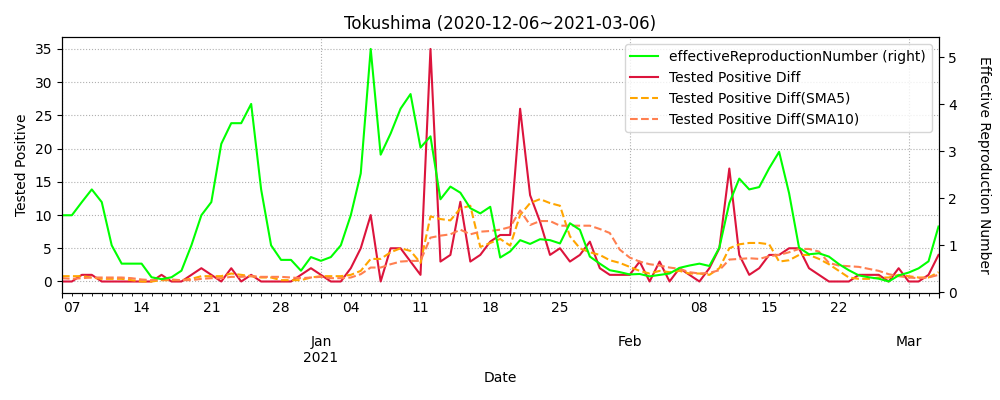 Tokushima (2020-12-06~2021-03-06)
effectiveReproductionNumber (right)
Tested Positive Diff
Tested Positive Diff(SMA5)
Tested Positive Diff(SMA10)
Tested Positive
35
30
25
20
15
10
5
0
Effective Reproduction Number
5
4
3
2
1
0
07 14 21 28 04 11 18 25 08 15 22
Jan Feb Mar
2021
Date